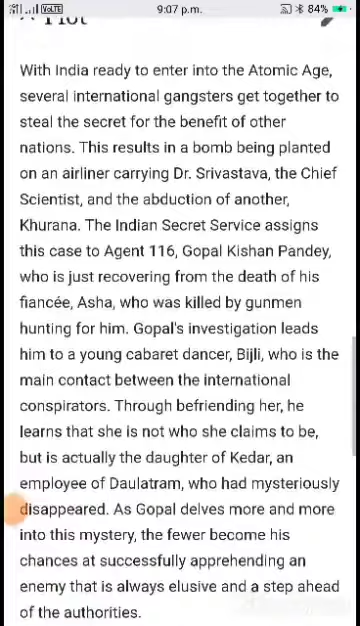 VoLTE 9:07 p.m. 84%
Plot
With India ready to enter into the Atomic Age,
several international gangsters get together to
steal the secret for the benefit of other
nations. This results in a bomb being planted
on an airliner carrying Dr. Srivastava, the Chief
Scientist, and the abduction of another,
Khurana. The Indian Secret Service assigns
this case to Agent 116, Gopal Kishan Pandey,
who is just recovering from the death of his
fiancée, Asha, who was killed by gunmen
hunting for him. Gopal's investigation leads
him to a young cabaret dancer, Bijli, who is the
main contact between the international
conspirators. Through befriending her, he
learns that she is not who she claims to be,
but is actually the daughter of Kedar, an
employee of Daulatram, who had mysteriously
disappeared. As Gopal delves more and more
into this mystery, the fewer become his
chances at successfully apprehending an
enemy that is always elusive and a step ahead
of the authorities.